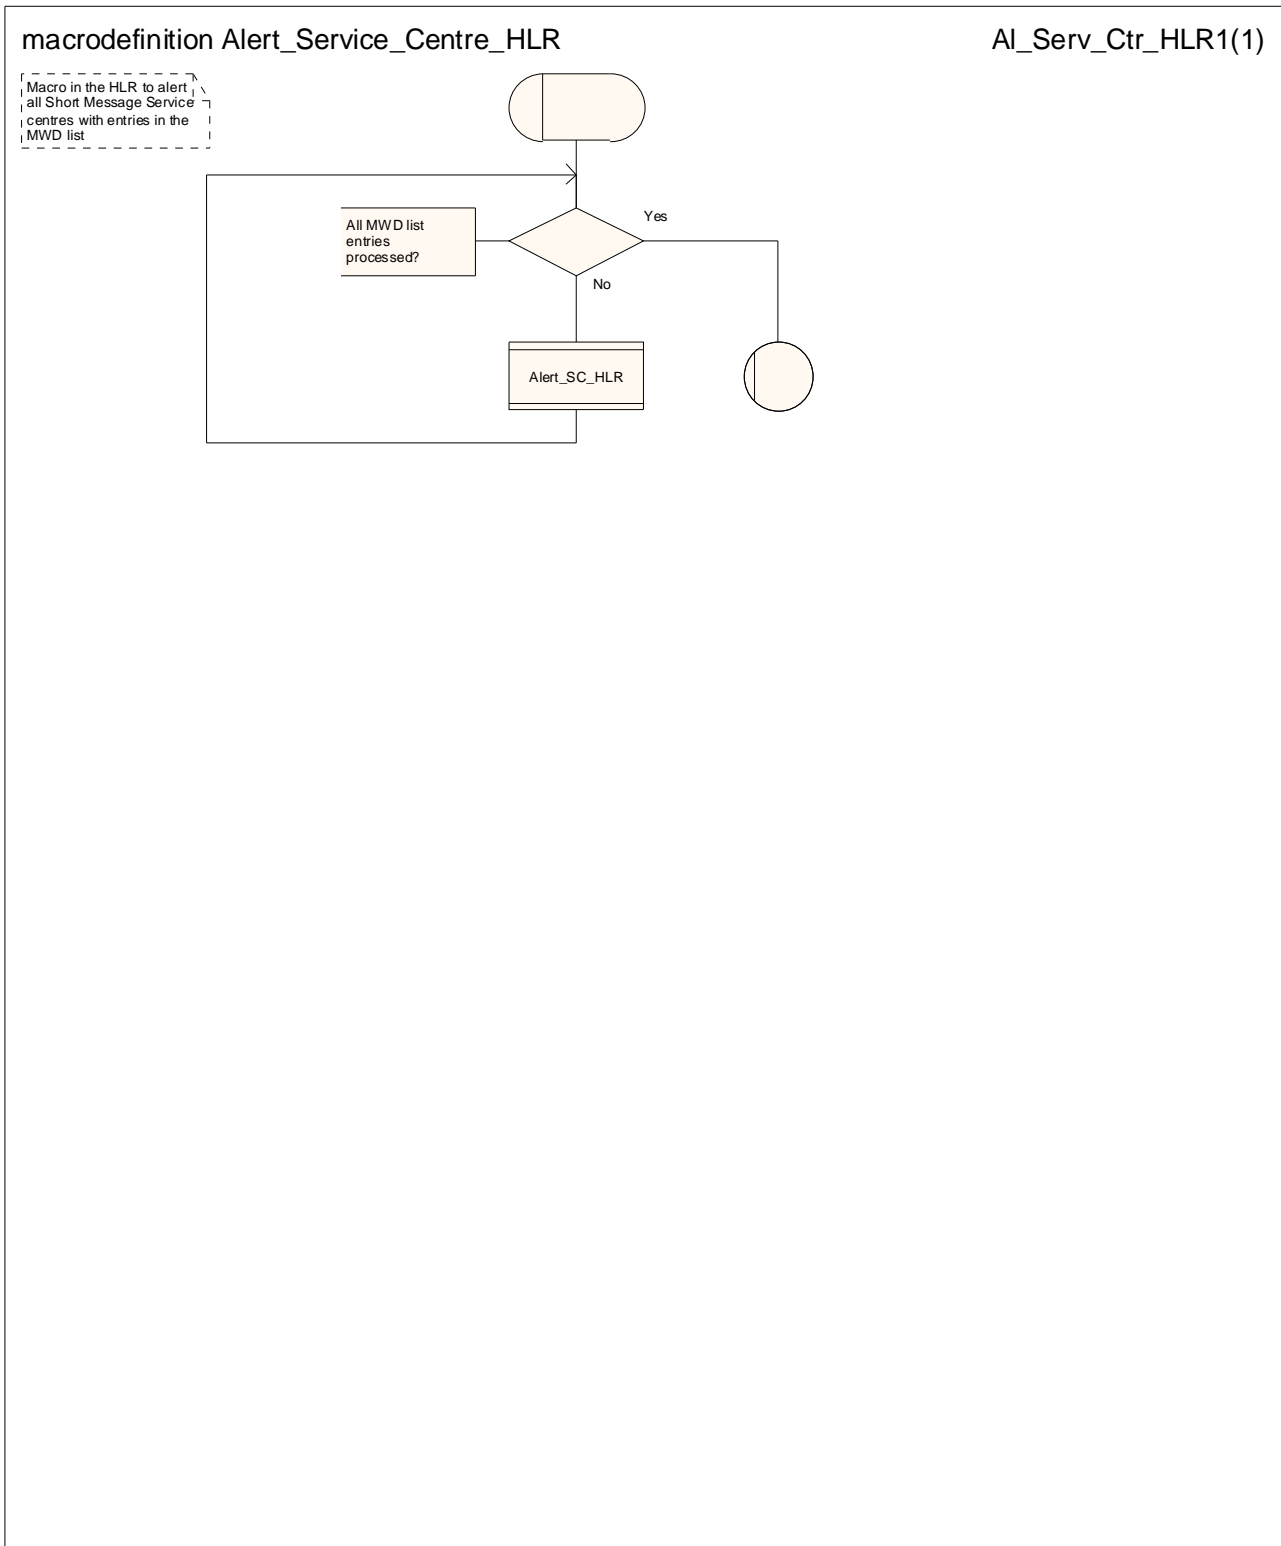 macrodefinition Alert_Service_Centre_HLR
Al_Serv_Ctr_HLR1(1)
Macro in the HLR to alert
all Short Message Service
centres with entries in the
MWD list
All MWD list
entries
processed?
Yes
No
Alert_SC_HLR